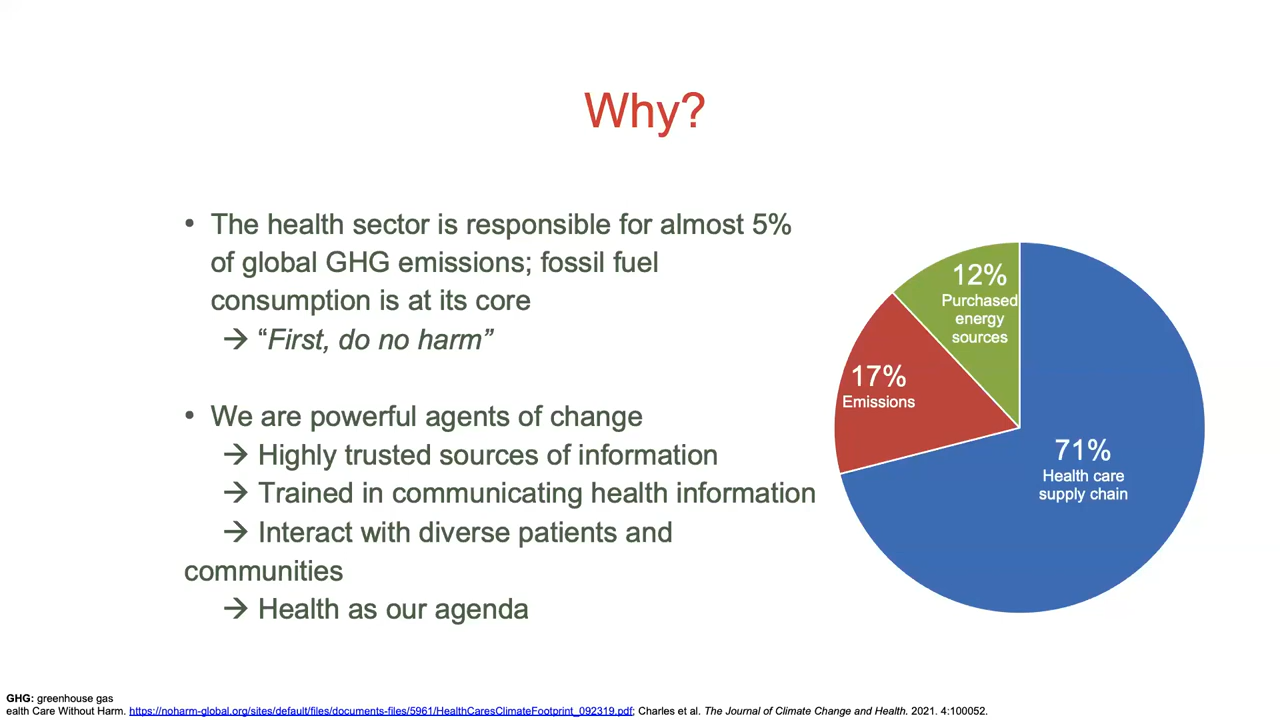 Why?
• The health sector is responsible for almost 5%
of global GHG emissions; fossil fuel
consumption is at its core
→ “First, do no harm”
• We are powerful agents of change
→ Highly trusted sources of information
→ Trained in communicating health information
→ Interact with diverse patients and
communities
→ Health as our agenda
12%
Purchased
energy
sources
17%
Emissions
71%
Health care
supply chain
GHG: greenhouse gas
ealth Care Without Harm. https://noharm-global.org/sites/default/files/documents-files/5961/HealthCaresClimateFootprint_092319.pdf; Charles et al. The Journal of Climate Change and Health. 2021. 4:100052.